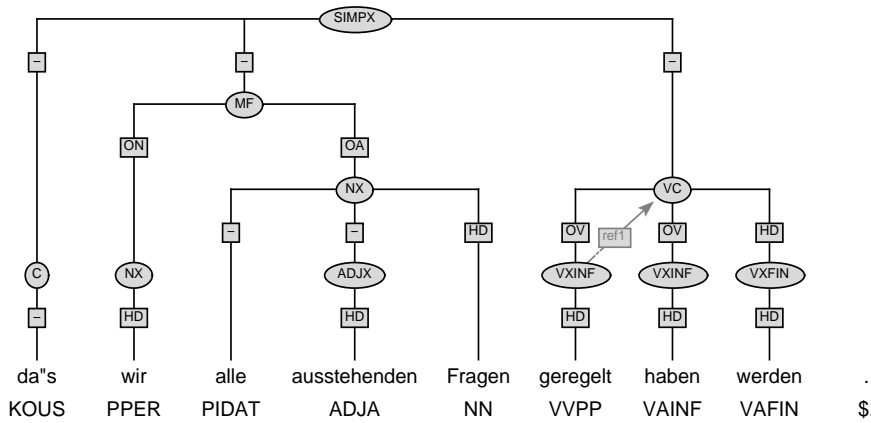 SIMPX
– – –
MF
ON OA
NX VC
– – HD OV ref1 OV HD
C NX ADJX VXINF VXINF VXFIN
– HD HD HD HD HD
da"s wir alle ausstehenden Fragen geregelt haben werden .
KOUS PPER PIDAT ADJA NN VVPP VAINF VAFIN $.